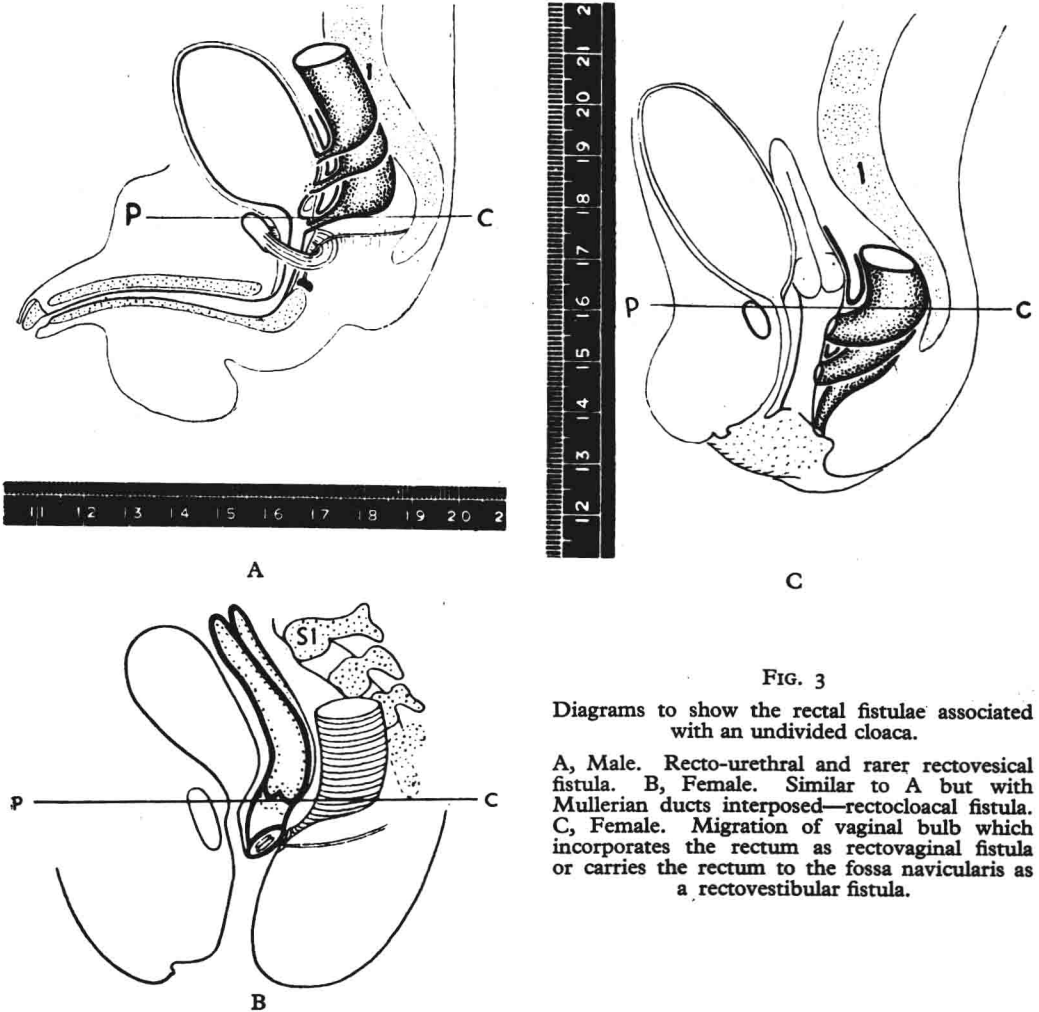 1
P
C
11 12 13 14 15 16 17 18 19 20 2
A
2
21
20
19
18
17
16
15
14
13
12
1
P
C
C
S1
P
C
B
FIG. 3
Diagrams to show the rectal fistulae associated
with an undivided cloaca.
A, Male. Recto-urethral and rarer rectovesical
fistula. B, Female. Similar to A but with
Mullerian ducts interposed—rectocloacal fistula.
C, Female. Migration of vaginal bulb which
incorporates the rectum as rectovaginal fistula
or carries the rectum to the fossa navicularis as
a rectovestibular fistula.